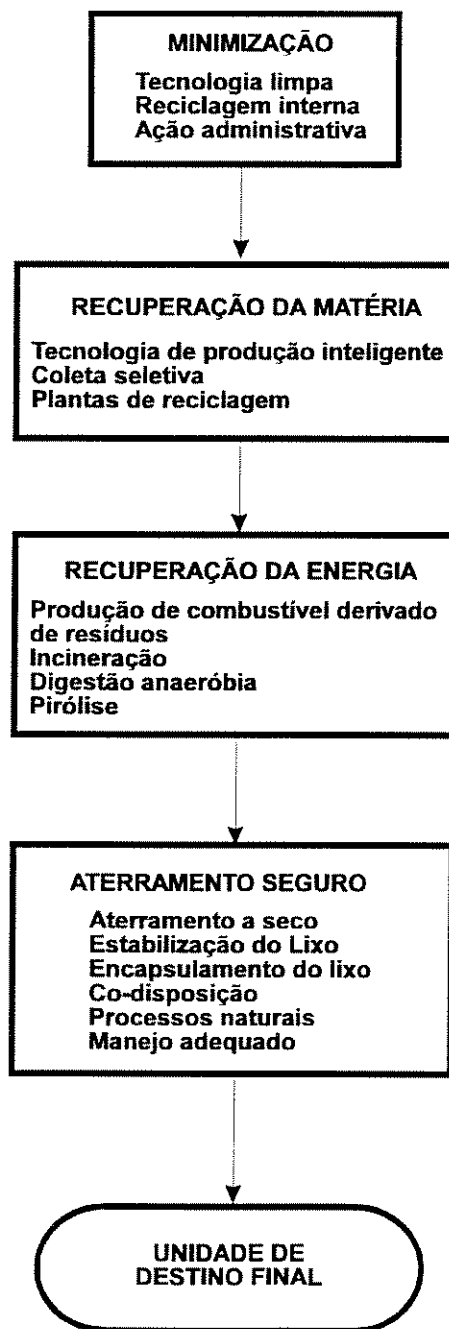 MINIMIZAÇÃO
Tecnologia limpa
Reciclagem interna
Ação administrativa
RECUPERAÇÃO DA MATÉRIA
Tecnologia de produção inteligente
Coleta seletiva
Plantas de reciclagem
RECUPERAÇÃO DA ENERGIA
Produção de combustível derivado
de resíduos
Incineração
Digestão anaeróbia
Pirólise
ATERRAMENTO SEGURO
Aterramento a seco
Estabilização do Lixo
Encapsulamento do lixo
Co-disposição
Processos naturais
Manejo adequado
UNIDADE DE
DESTINO FINAL